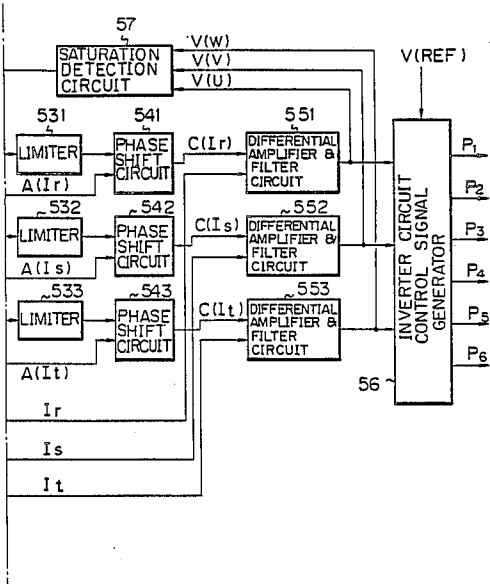 57
SATURATION
DETECTION
CIRCUIT
V(W)
V(V)
V(U)
V(REF)
531
LIMITER
A(Ir)
541
PHASE
SHIFT
CIRCUIT
C(Ir)
551
DIFFERENTIAL
AMPLIFIER &
FILTER
CIRCUIT
532
LIMITER
A(Is)
542
PHASE
SHIFT
CIRCUIT
C(Is)
552
DIFFERENTIAL
AMPLIFIER &
FILTER
CIRCUIT
533
LIMITER
A(It)
543
PHASE
SHIFT
CIRCUIT
C(It)
553
DIFFERENTIAL
AMPLIFIER &
FILTER
CIRCUIT
INVERTER CIRCUIT
CONTROL SIGNAL
GENERATOR
56
P1
P2
P3
P4
P5
P6
Ir
Is
It